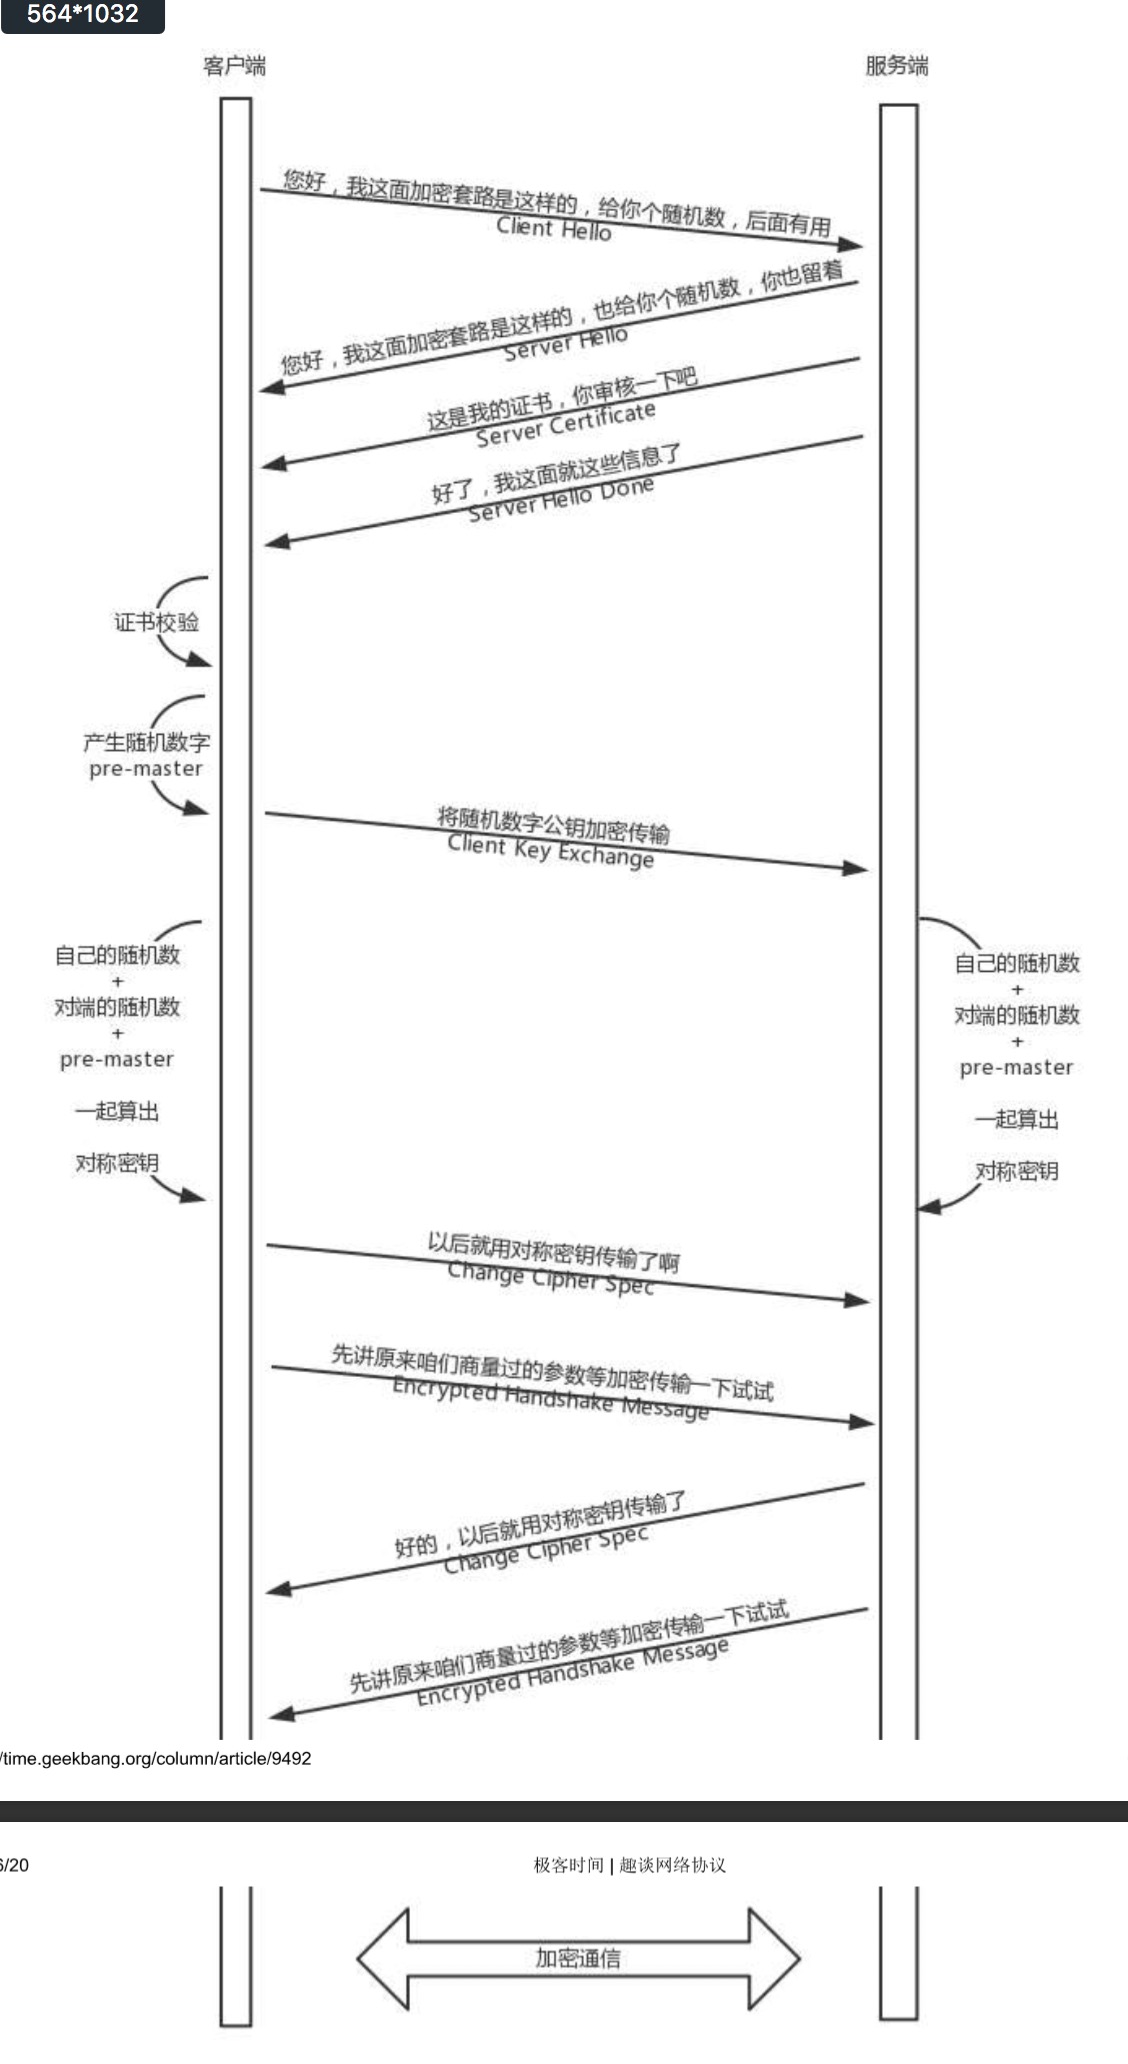 564*1032
客户端
服务端
您好，我这面加密套路是这样的，给你个随机数，后面有用
Client Hello
您好，我这面加密套路是这样的，也给你个随机数，你也留着
Server Hello
这是我的证书，你审核一下吧
Server Certificate
好了，我这面就这些信息了
Server Hello Done
证书校验
产生随机数字
pre-master
将随机数字公钥加密传输
Client Key Exchange
自己的随机数
+
对端的随机数
+
pre-master
一起算出
对称密钥
自己的随机数
+
对端的随机数
+
pre-master
一起算出
对称密钥
以后就用对称密钥传输了啊
Change Cipher Spec
先讲原来咱们商量过的参数等加密传输一下试试
Encrypted Handshake Message
好的，以后就用对称密钥传输了
Change Cipher Spec
先讲原来咱们商量过的参数等加密传输一下试试
Encrypted Handshake Message
/time.geekbang.org/column/article/9492
6/20
极客时间 | 趣谈网络协议
加密通信